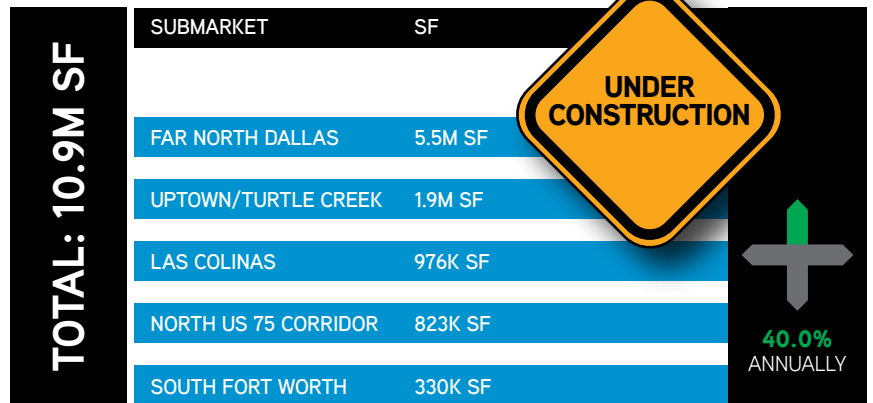 TOTAL: 10.9M SF
SUBMARKET SF
FAR NORTH DALLAS 5.5M SF
UPTOWN/TURTLE CREEK 1.9M SF
LAS COLINAS 976K SF
NORTH US 75 CORRIDOR 823K SF
SOUTH FORT WORTH 330K SF
UNDER
CONSTRUCTION
40.0%
ANNUALLY